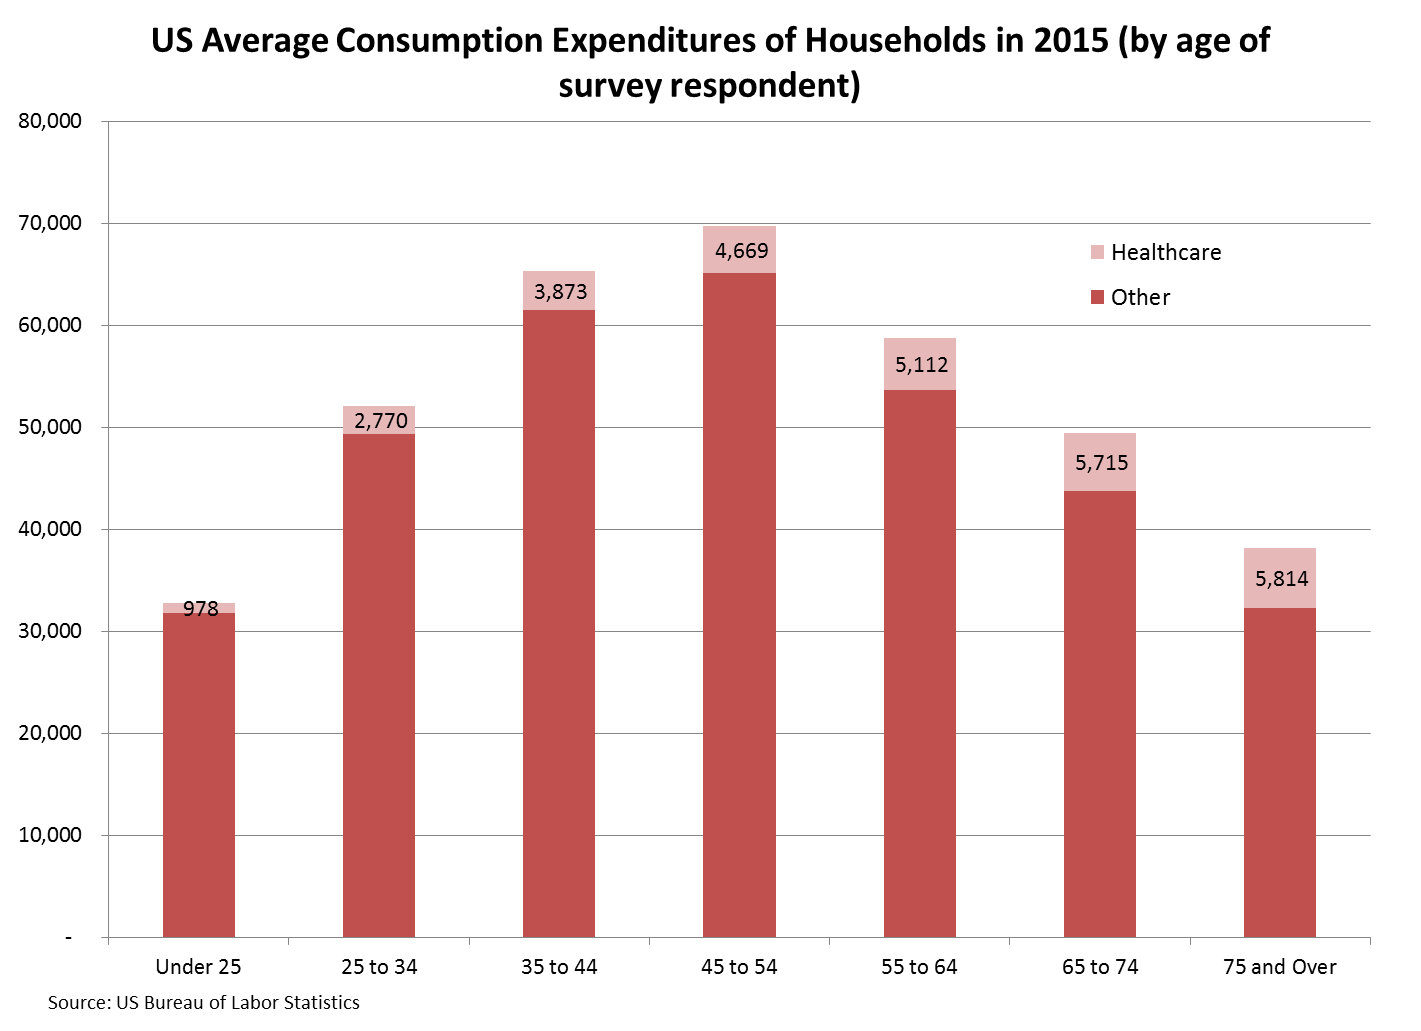 US Average Consumption Expenditures of Households in 2015 (by age of
survey respondent)
80,000
70,000
60,000
50,000
40,000
30,000
20,000
10,000
-
Healthcare
Other
978
2,770
3,873
4,669
5,112
5,715
5,814
Under 25
25 to 34
35 to 44
45 to 54
55 to 64
65 to 74
75 and Over
Source: US Bureau of Labor Statistics